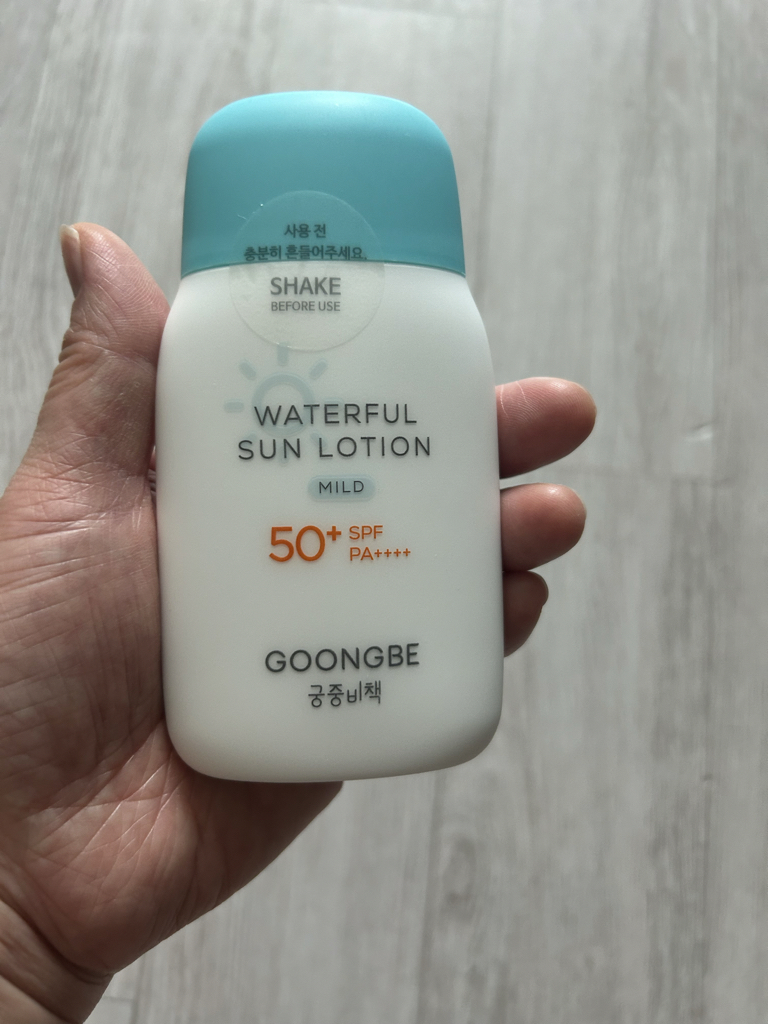 사용 전
충분히 흔들어주세요.
SHAKE
BEFORE USE
WATERFUL
SUN LOTION
MILD
50+ SPF
PA++++
GOONGBE
궁중비책